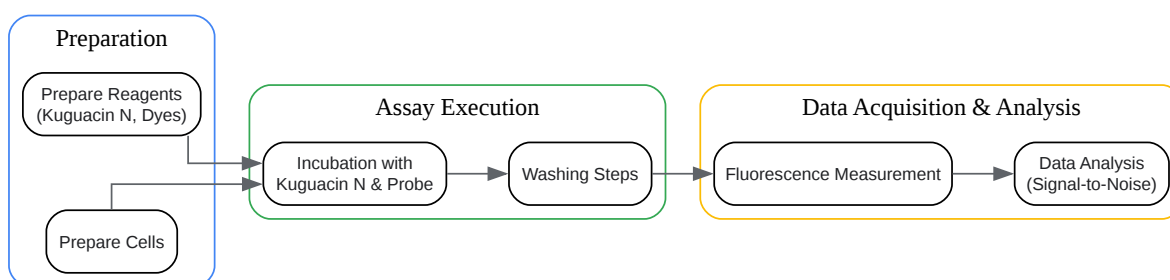 Preparation
Prepare Reagents
(Kuguacin N, Dyes)
Prepare Cells
Assay Execution
Incubation with
Kuguacin N & Probe
Washing Steps
Data Acquisition & Analysis
Fluorescence Measurement
Data Analysis
(Signal-to-Noise)